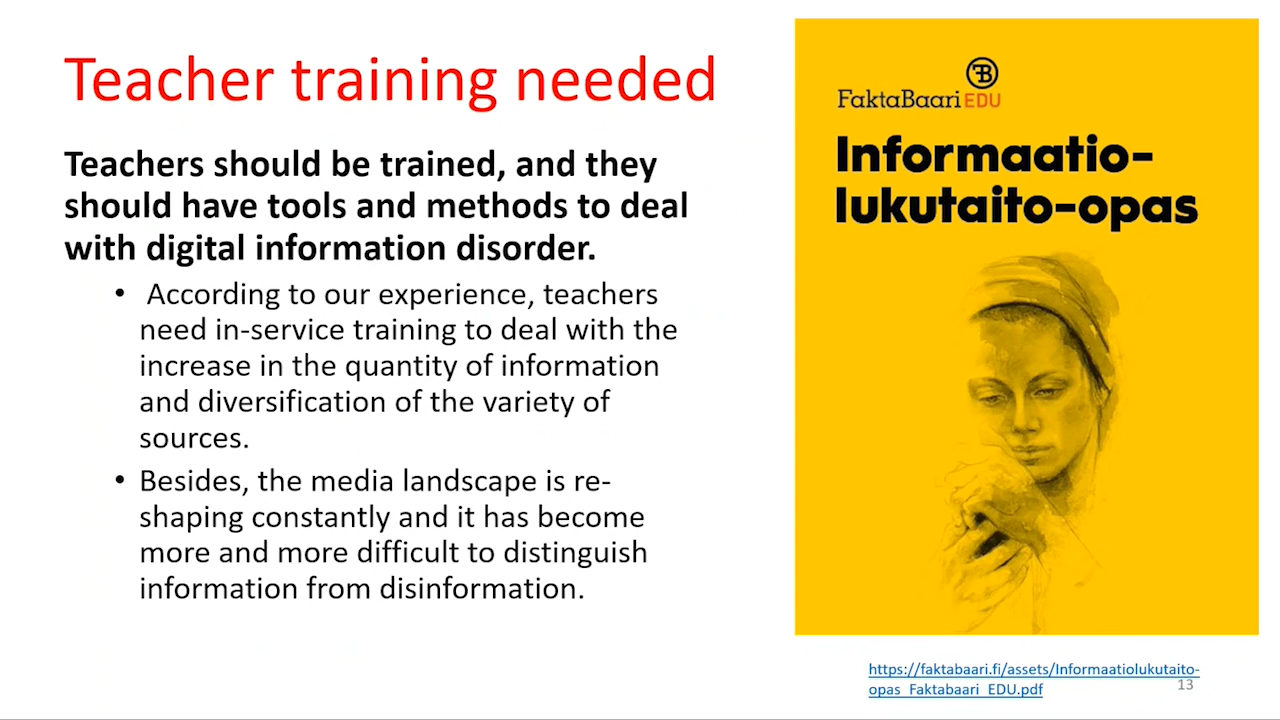 Teacher training needed
Teachers should be trained, and they
should have tools and methods to deal
with digital information disorder.
• According to our experience, teachers
need in-service training to deal with the
increase in the quantity of information
and diversification of the variety of
sources.
• Besides, the media landscape is re-
shaping constantly and it has become
more and more difficult to distinguish
information from disinformation.
FB
FaktaBaari EDU
Informaatio-
lukutaito-opas
https://faktabaari.fi/assets/Informaatiolukutaito-
opas_Faktabaari_EDU.pdf
13